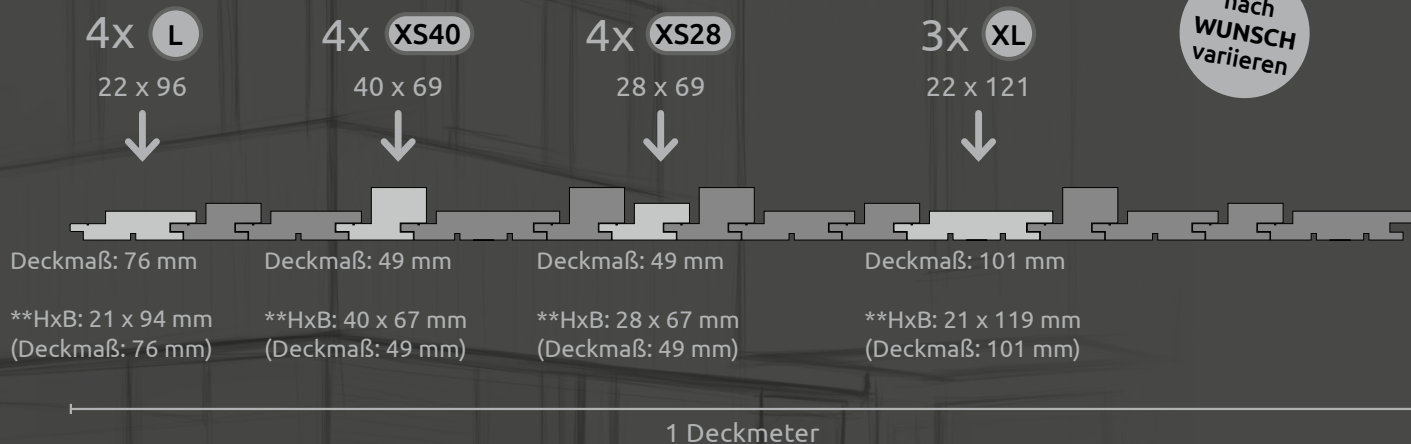 4x L
22 x 96
4x XS40
40 x 69
4x XS28
28 x 69
3x XL
22 x 121
nach
WUNSCH
variieren
Deckmaß: 76 mm
**HxB: 21 x 94 mm
(Deckmaß: 76 mm)
Deckmaß: 49 mm
**HxB: 40 x 67 mm
(Deckmaß: 49 mm)
Deckmaß: 49 mm
**HxB: 28 x 67 mm
(Deckmaß: 49 mm)
Deckmaß: 101 mm
**HxB: 21 x 119 mm
(Deckmaß: 101 mm)
1 Deckmeter